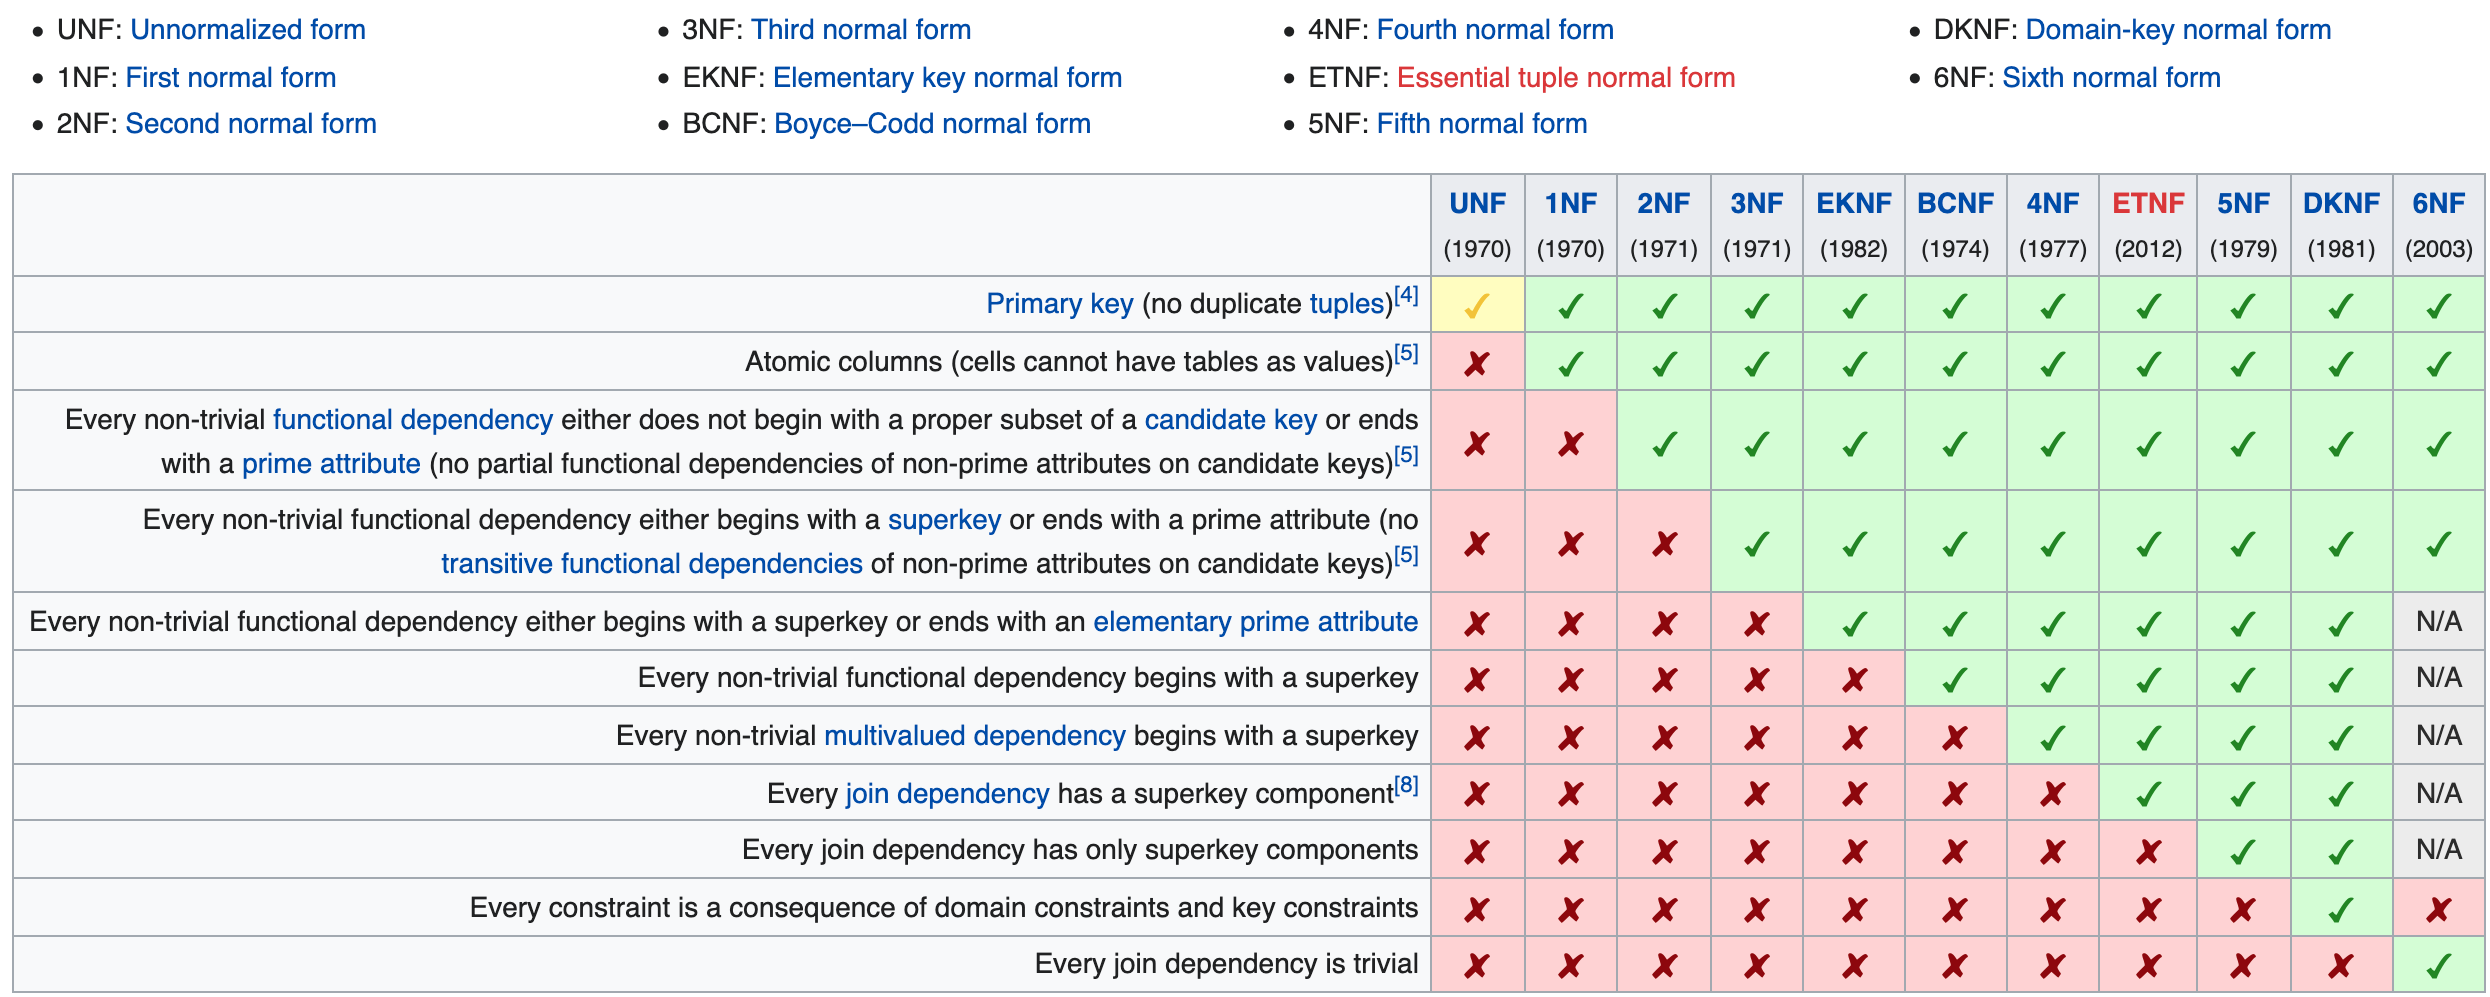 • UNF: Unnormalized form
• 1NF: First normal form
• 2NF: Second normal form
• 3NF: Third normal form
• EKNF: Elementary key normal form
• BCNF: Boyce–Codd normal form
• 4NF: Fourth normal form
• ETNF: Essential tuple normal form
• 5NF: Fifth normal form
• DKNF: Domain-key normal form
• 6NF: Sixth normal form
UNF 1NF 2NF 3NF EKNF BCNF 4NF ETNF 5NF DKNF 6NF
(1970) (1970) (1971) (1971) (1982) (1974) (1977) (2012) (1979) (1981) (2003)
Primary key (no duplicate tuples)[4] ✓ ✓ ✓ ✓ ✓ ✓ ✓ ✓ ✓ ✓ ✓
Atomic columns (cells cannot have tables as values)[5] ✗ ✓ ✓ ✓ ✓ ✓ ✓ ✓ ✓ ✓ ✓
Every non-trivial functional dependency either does not begin with a proper subset of a candidate key or ends
with a prime attribute (no partial functional dependencies of non-prime attributes on candidate keys)[5] ✗ ✗ ✓ ✓ ✓ ✓ ✓ ✓ ✓ ✓ ✓
Every non-trivial functional dependency either begins with a superkey or ends with a prime attribute (no
transitive functional dependencies of non-prime attributes on candidate keys)[5] ✗ ✗ ✗ ✓ ✓ ✓ ✓ ✓ ✓ ✓ ✓
Every non-trivial functional dependency either begins with a superkey or ends with an elementary prime attribute ✗ ✗ ✗ ✗ ✓ ✓ ✓ ✓ ✓ ✓ N/A
Every non-trivial functional dependency begins with a superkey ✗ ✗ ✗ ✗ ✗ ✓ ✓ ✓ ✓ ✓ N/A
Every non-trivial multivalued dependency begins with a superkey ✗ ✗ ✗ ✗ ✗ ✗ ✓ ✓ ✓ ✓ N/A
Every join dependency has a superkey component[8] ✗ ✗ ✗ ✗ ✗ ✗ ✗ ✓ ✓ ✓ N/A
Every join dependency has only superkey components ✗ ✗ ✗ ✗ ✗ ✗ ✗ ✗ ✓ ✓ N/A
Every constraint is a consequence of domain constraints and key constraints ✗ ✗ ✗ ✗ ✗ ✗ ✗ ✗ ✗ ✓ ✗
Every join dependency is trivial ✗ ✗ ✗ ✗ ✗ ✗ ✗ ✗ ✗ ✗ ✓